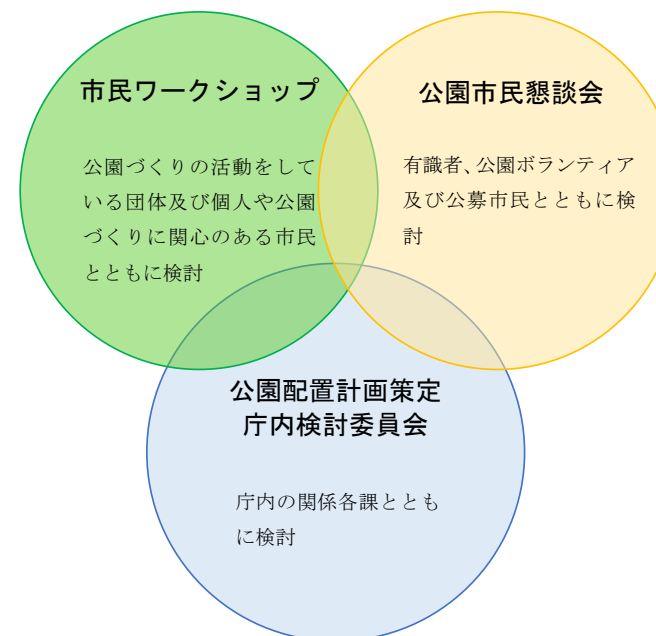 市民ワークショップ
公園づくりの活動をして
いる団体及び個人や公園
づくりに関心のある市民
とともに検討
公園市民懇談会
有識者、公園ボランティア
及び公募市民とともに検
討
公園配置計画策定
庁内検討委員会
庁内の関係各課ととも
に検討